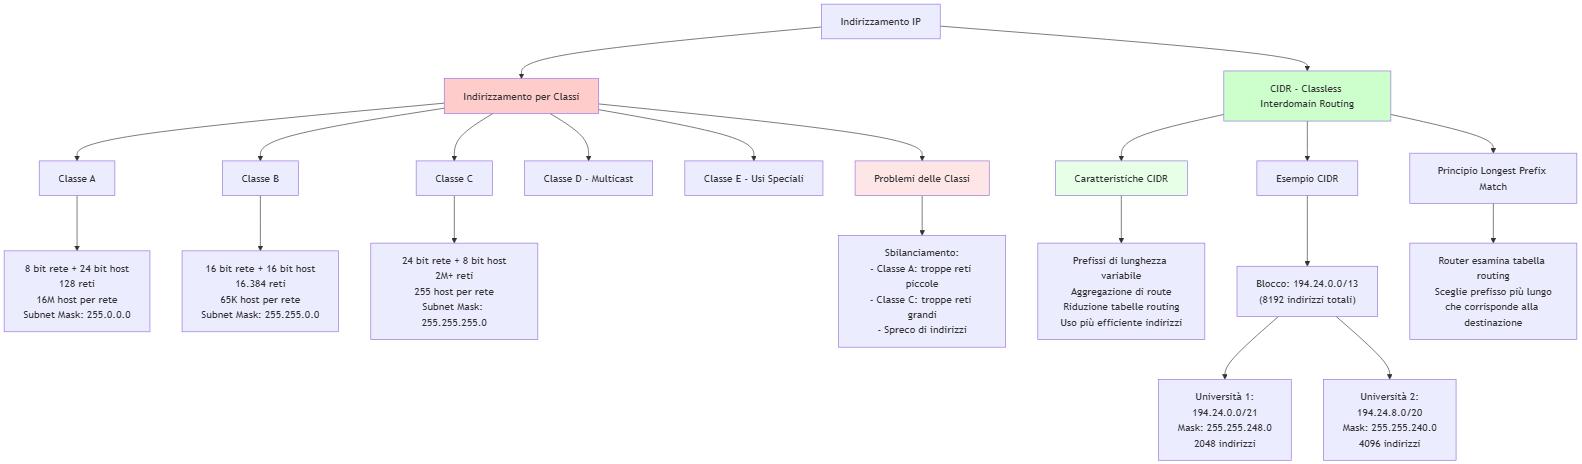 Indirizzamento IP
Indirizzamento per Classi
CIDR - Classless
Interdomain Routing
Classe A
Classe B
Classe C
Classe D - Multicast
Classe E - Usi Speciali
Problemi delle Classi
Caratteristiche CIDR
Esempio CIDR
Principio Longest Prefix
Match
8 bit rete + 24 bit host
128 reti
16M host per rete
Subnet Mask: 255.0.0.0
16 bit rete + 16 bit host
16.384 reti
65K host per rete
Subnet Mask: 255.255.0.0
24 bit rete + 8 bit host
2M+ reti
255 host per rete
Subnet Mask:
255.255.255.0
Sbilanciamento:
- Classe A: troppe reti
piccole
- Classe C: troppe reti
grandi
- Spreco di indirizzi
Prefissi di lunghezza
variabile
Aggregazione di route
Riduzione tabelle routing
Uso più efficiente indirizzi
Blocco: 194.24.0.0/13
(8192 indirizzi totali)
Router esamina tabella
routing
Sceglie prefisso più lungo
che corrisponde alla
destinazione
Università 1:
194.24.0.0/21
Mask: 255.255.248.0
2048 indirizzi
Università 2:
194.24.8.0/20
Mask: 255.255.240.0
4096 indirizzi